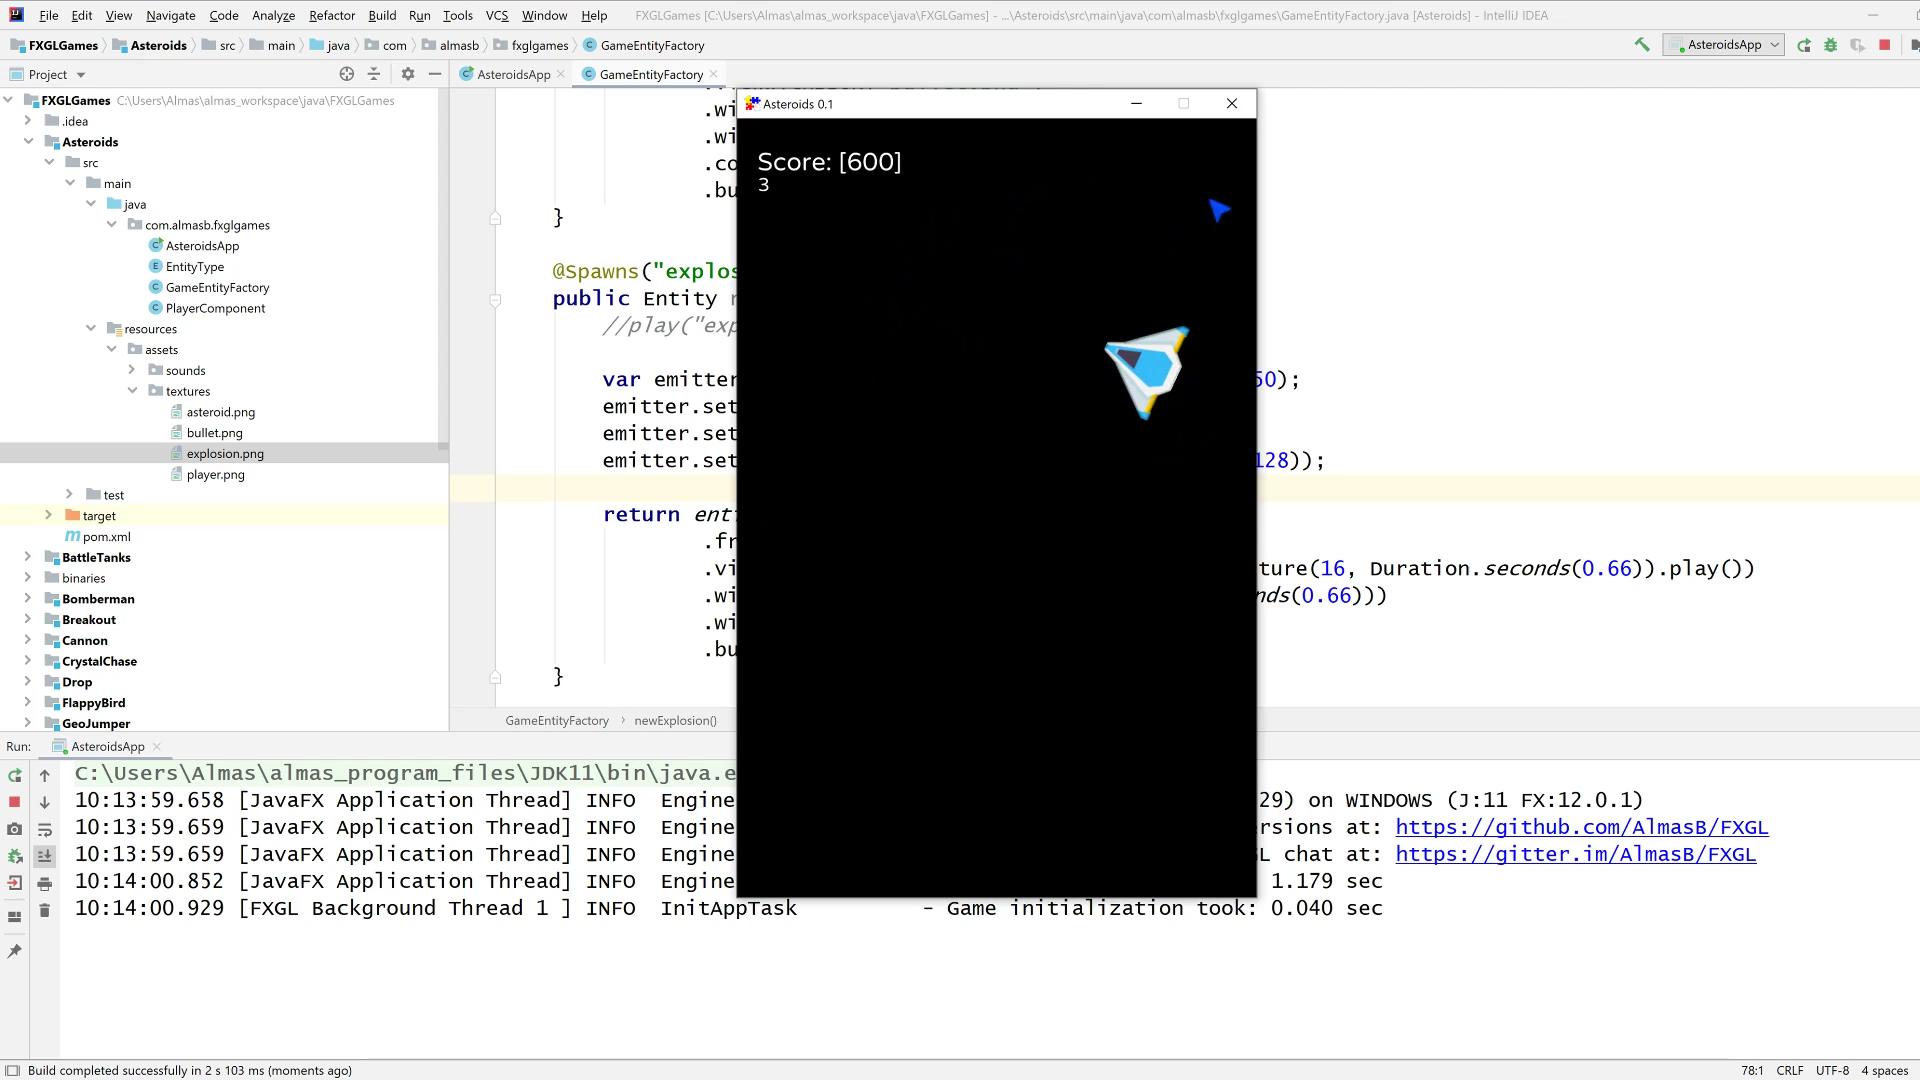 File Edit View Navigate Code Analyze Refactor Build Run Tools VCS Window Help FXGLGames [C:\Users\Almas\almas_workspace\java\FXGLGames] - ...\Asteroids\src\main\java\com\almasb\fxglgames\GameEntityFactory.java [Asteroids] - IntelliJ IDEA
FXGLGames Asteroids src main java com almasb fxglgames GameEntityFactory AsteroidsApp
Project AsteroidsApp GameEntityFactory
FXGLGames C:\Users\Almas\almas_workspace\java\FXGLGames
.idea
Asteroids
src
main
java
com.almasb.fxglgames
AsteroidsApp
EntityType
GameEntityFactory
PlayerComponent
resources
assets
sounds
textures
asteroid.png
bullet.png
explosion.png
player.png
test
target
pom.xml
BattleTanks
binaries
Bomberman
Breakout
Cannon
CrystalChase
Drop
FlappyBird
GeoJumper
.wi
.wi
.co
.bu
}
@Spawns("explos
public Entity
//play("exp
var emitter 50);
emitter.set
emitter.set
emitter.set 128));
return enti
.fr
.vi ture(16, Duration.seconds(0.66)).play())
.wi nds(0.66)))
.wi
.bu
}
GameEntityFactory › newExplosion()
Asteroids 0.1
Score: [600]
3
Run: AsteroidsApp
C:\Users\Almas\almas_program_files\JDK11\bin\java.e
10:13:59.658 [JavaFX Application Thread] INFO Engine 29) on WINDOWS (J:11 FX:12.0.1)
10:13:59.659 [JavaFX Application Thread] INFO Engine rsions at: https://github.com/AlmasB/FXGL
10:13:59.659 [JavaFX Application Thread] INFO Engine L chat at: https://gitter.im/AlmasB/FXGL
10:14:00.852 [JavaFX Application Thread] INFO Engine 1.179 sec
10:14:00.929 [FXGL Background Thread 1 ] INFO InitAppTask - Game initialization took: 0.040 sec
Build completed successfully in 2 s 103 ms (moments ago) 78:1 CRLF UTF-8 4 spaces